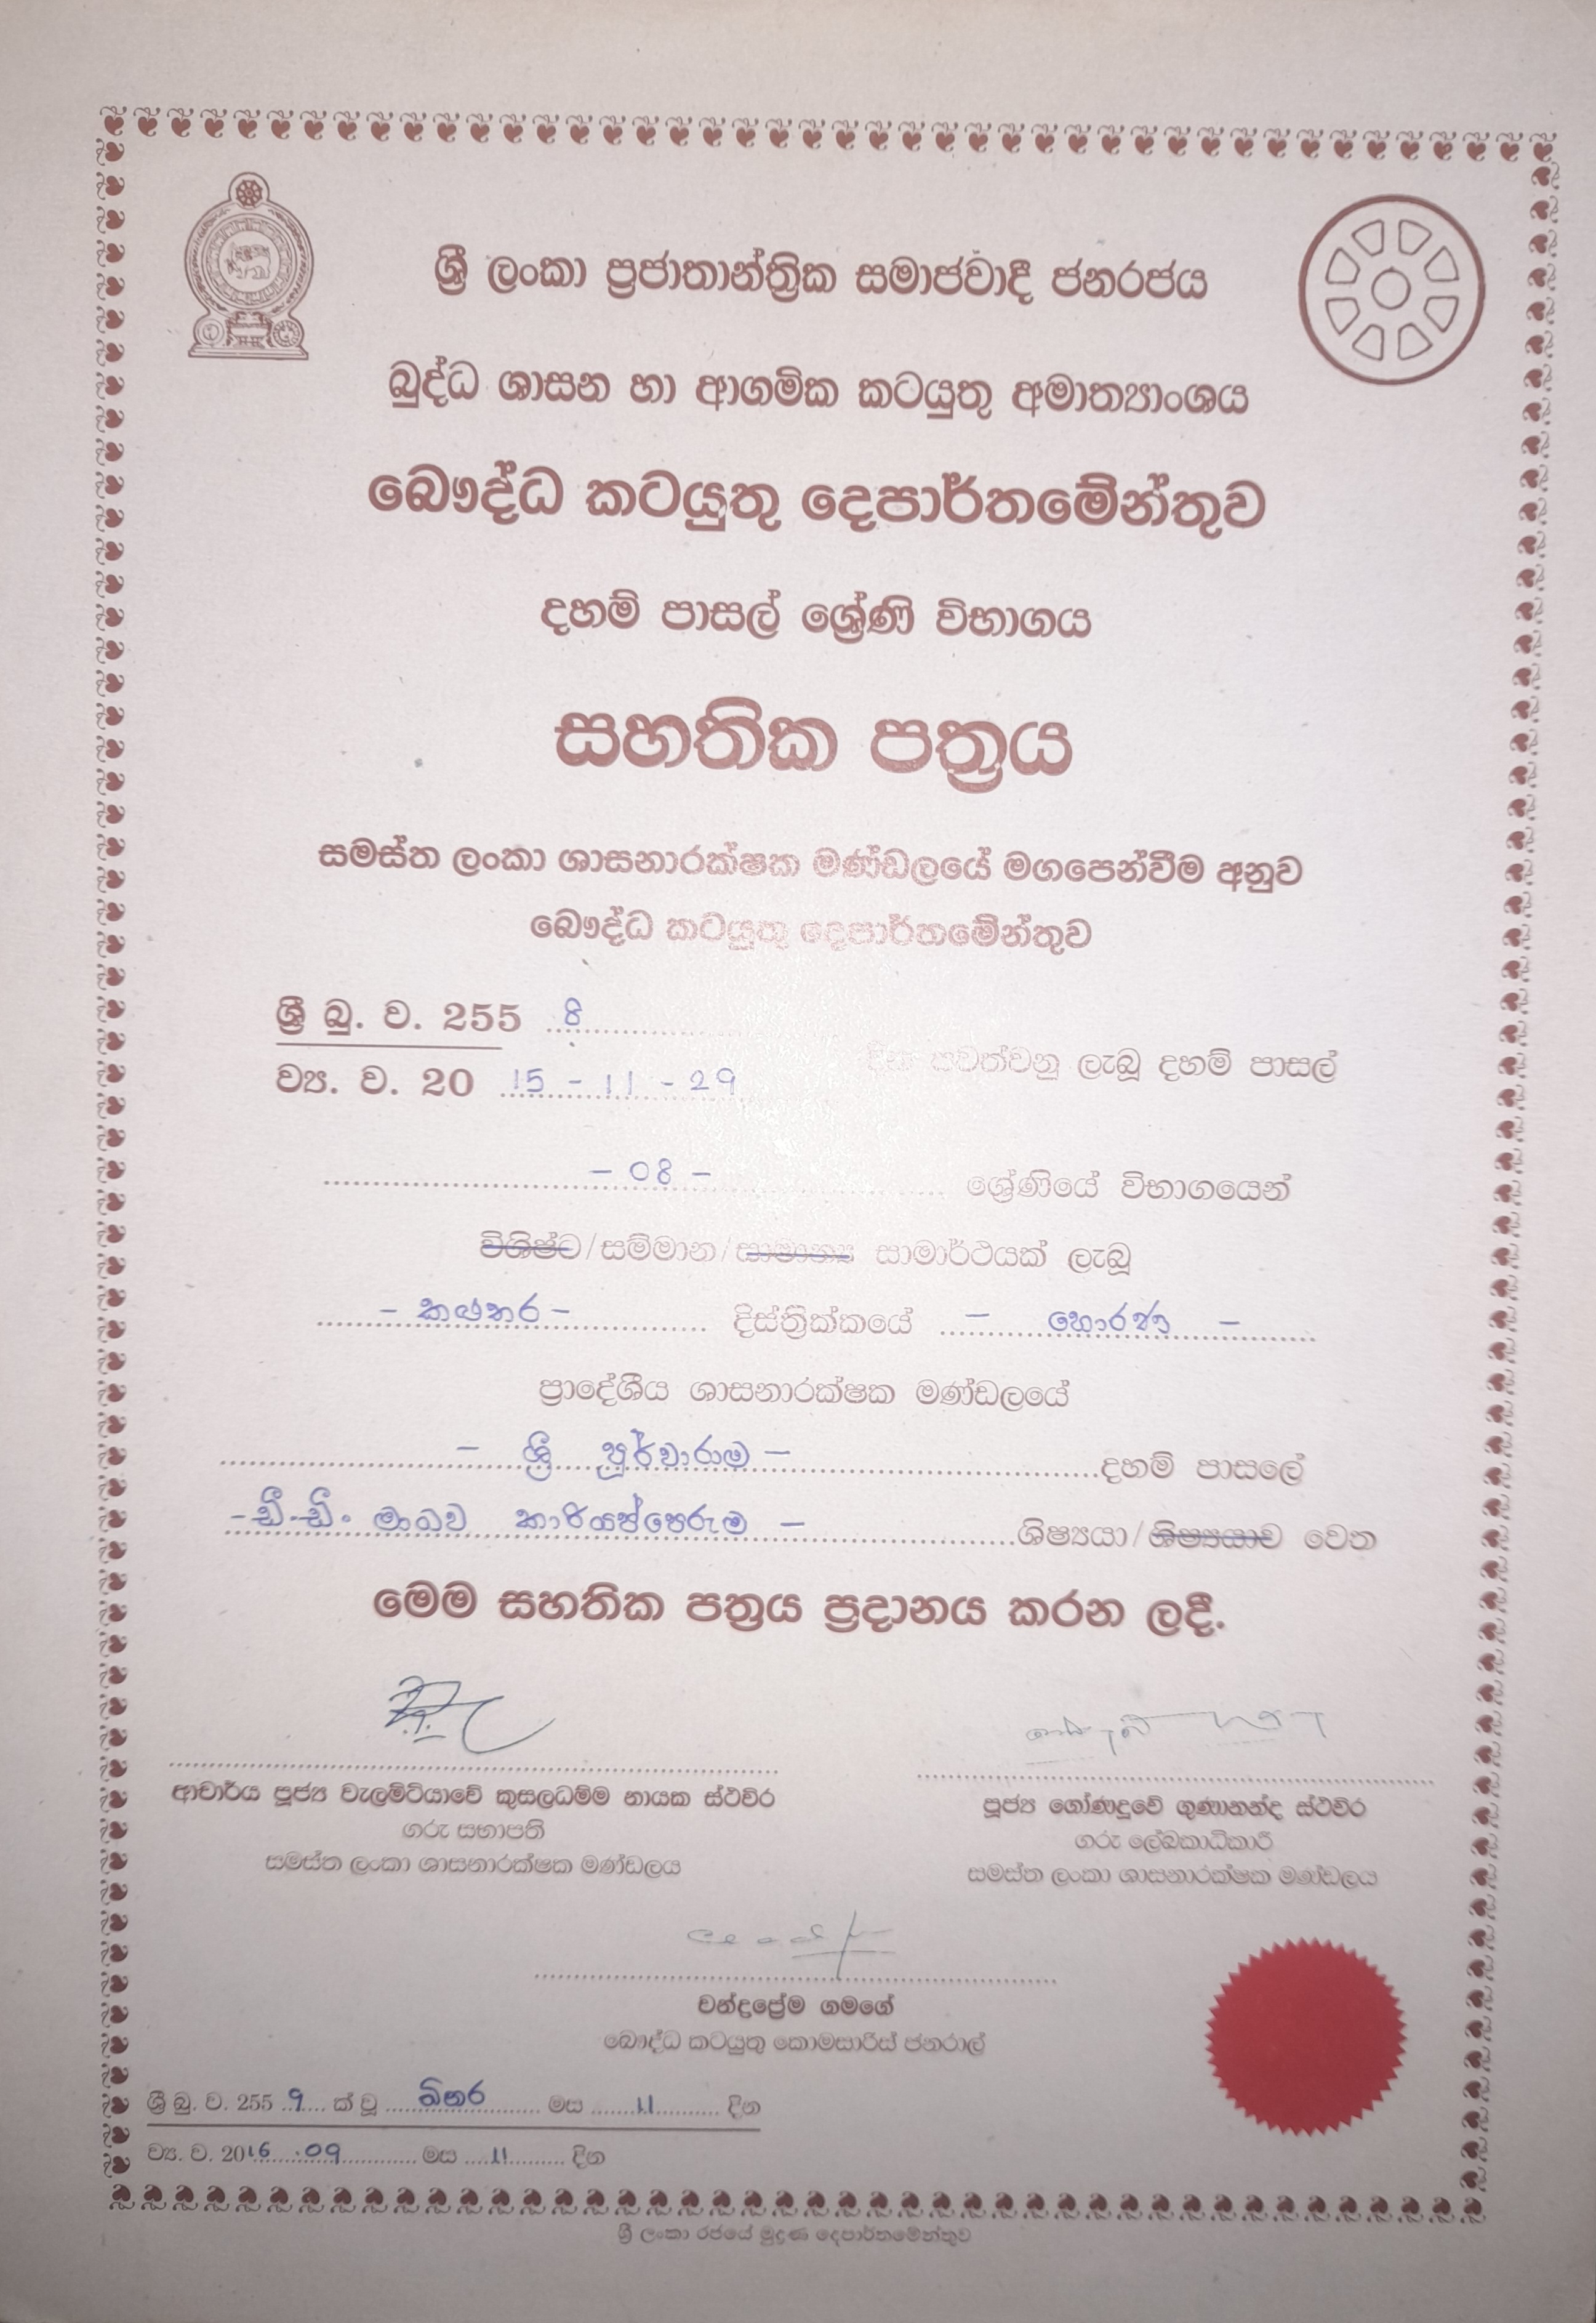 ශ්‍රී ලංකා ප්‍රජාතාන්ත්‍රික සමාජවාදී ජනරජය
බුද්ධ ශාසන හා ආගමික කටයුතු අමාත්‍යාංශය
බෞද්ධ කටයුතු දෙපාර්තමේන්තුව
දහම් පාසල් ශ්‍රේණි විභාගය
සහතික පත්‍රය
සමස්ත ලංකා ශාසනාරක්ෂක මණ්ඩලයේ මගපෙන්වීම අනුව
බෞද්ධ කටයුතු දෙපාර්තමේන්තුව
ශ්‍රී බු. ව. 255 8
ව්‍ය. ව. 20 15 - 11 - 29 දින පවත්වනු ලැබූ දහම් පාසල්
- 08 - ශ්‍රේණියේ විභාගයෙන්
විශිෂ්ට/සම්මාන/සාමාන්‍ය සාමාර්ථයක් ලැබූ
- කළුතර - දිස්ත්‍රික්කයේ - හොරණ -
ප්‍රාදේශීය ශාසනාරක්ෂක මණ්ඩලයේ
- ශ්‍රී පූර්වාරාම - දහම් පාසලේ
- ඩී.ඩී. මාධව කාරියප්පෙරුම - ශිෂ්‍යයා/ශිෂ්‍යයාව වෙත
මෙම සහතික පත්‍රය ප්‍රදානය කරන ලදී.
ආචාර්ය පූජ්‍ය වැලමිටියාවේ කුසලධම්ම නායක ස්ථවිර
ගරු සභාපති
සමස්ත ලංකා ශාසනාරක්ෂක මණ්ඩලය
පූජ්‍ය ගෝණදූවේ ගුණානන්ද ස්ථවිර
ගරු ලේඛකාධිකාරී
සමස්ත ලංකා ශාසනාරක්ෂක මණ්ඩලය
චන්ද්‍රප්‍රේම ගමගේ
බෞද්ධ කටයුතු කොමසාරිස් ජනරාල්
ශ්‍රී බු. ව. 255 9 ක් වූ බිනර මස 11 දින
ව්‍ය. ව. 2016 .09 මස 11 දින
ශ්‍රී ලංකා රජයේ මුද්‍රණ දෙපාර්තමේන්තුව